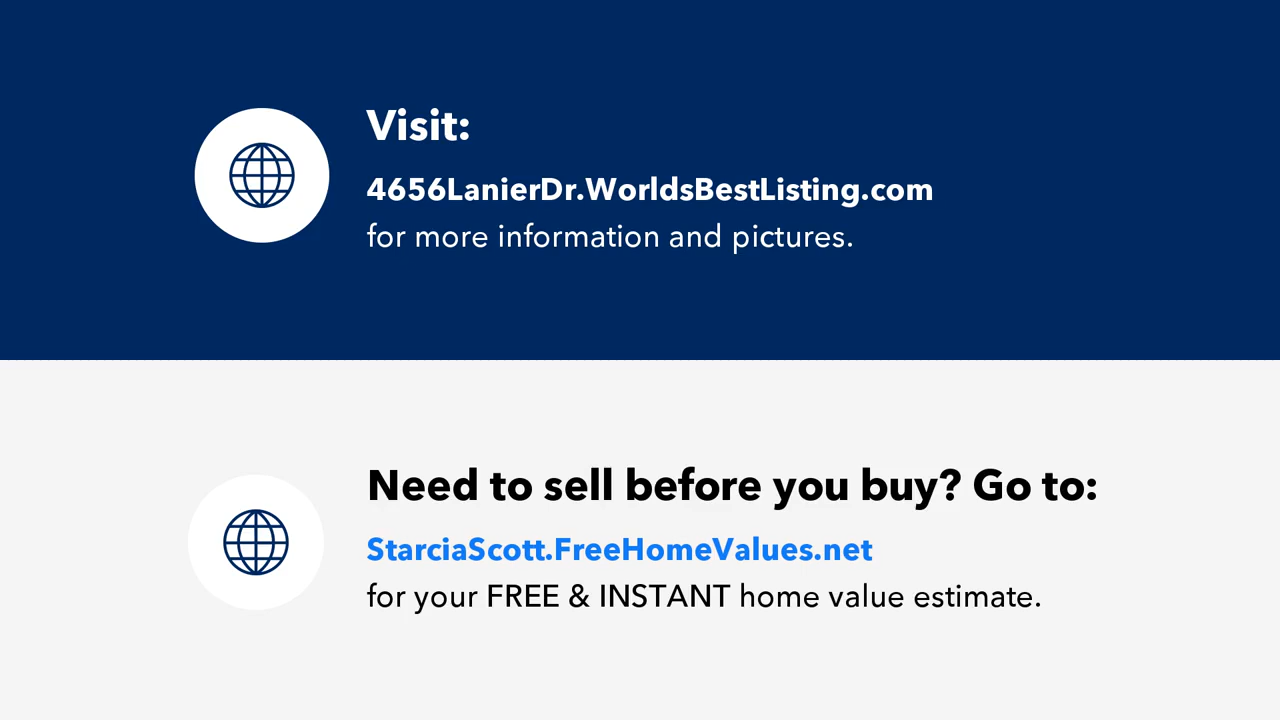 Visit:
4656LanierDr.WorldsBestListing.com
for more information and pictures.
Need to sell before you buy? Go to:
StarciaScott.FreeHomeValues.net
for your FREE & INSTANT home value estimate.